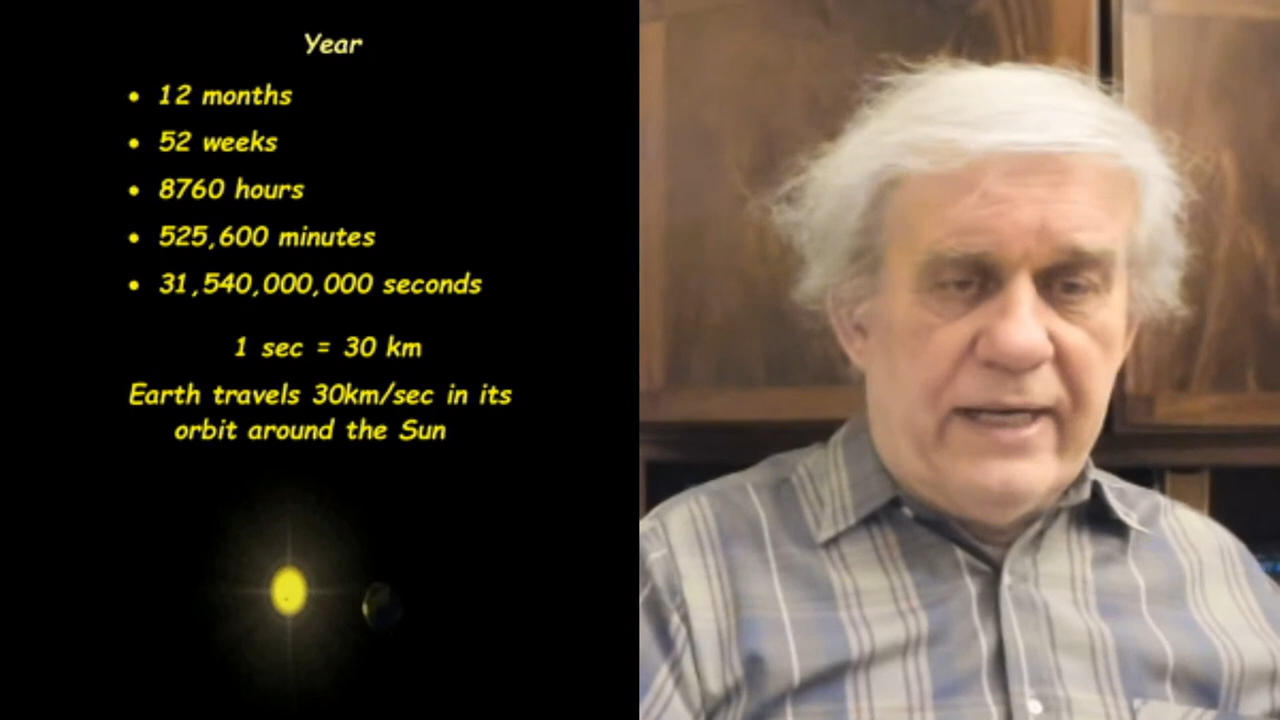 Year
• 12 months
• 52 weeks
• 8760 hours
• 525,600 minutes
• 31,540,000,000 seconds
1 sec = 30 km
Earth travels 30km/sec in its
orbit around the Sun